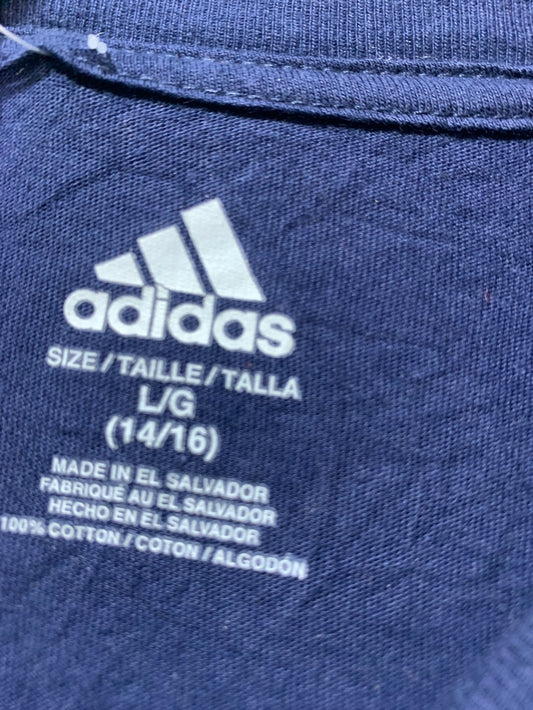 adidas
SIZE/TAILLE/TALLA
L/G
(14/16)
MADE IN EL SALVADOR
FABRIQUÉ AU EL SALVADOR
HECHO EN EL SALVADOR
100% COTTON/COTON/ALGODÓN